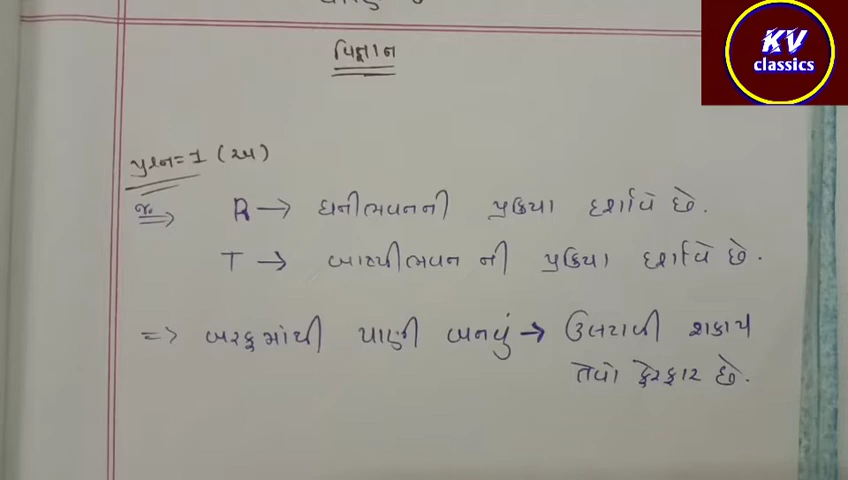 KV
classics
વિજ્ઞાન
પ્રશ્ન=1 (અ)
જ.
R → ઘનીભવનની પ્રક્રિયા દર્શાવે છે.
T → બાષ્પીભવન ની પ્રક્રિયા દર્શાવે છે.
=> બરફમાંથી પાણી બનવું → ઉલટાવી શકાય
તેવો ફેરફાર છે.